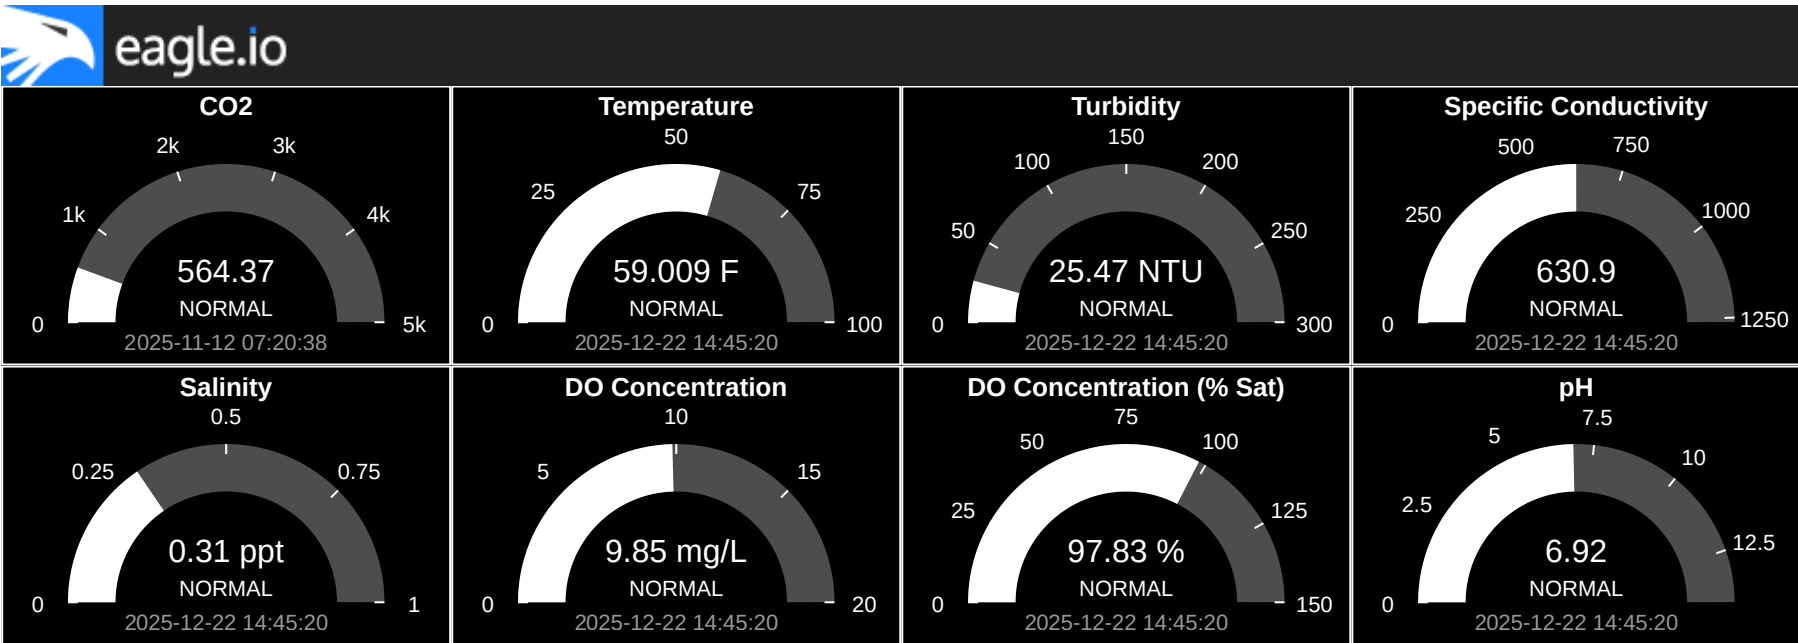 eagle.io
CO2
0
1k
2k
3k
4k
5k
564.37
NORMAL
2025-11-12 07:20:38
Temperature
0
25
50
75
100
59.009 F
NORMAL
2025-12-22 14:45:20
Turbidity
0
50
100
150
200
250
300
25.47 NTU
NORMAL
2025-12-22 14:45:20
Specific Conductivity
0
250
500
750
1000
1250
630.9
NORMAL
2025-12-22 14:45:20
Salinity
0
0.25
0.5
0.75
1
0.31 ppt
NORMAL
2025-12-22 14:45:20
DO Concentration
0
5
10
15
20
9.85 mg/L
NORMAL
2025-12-22 14:45:20
DO Concentration (% Sat)
0
25
50
75
100
125
150
97.83 %
NORMAL
2025-12-22 14:45:20
pH
0
2.5
5
7.5
10
12.5
6.92
NORMAL
2025-12-22 14:45:20